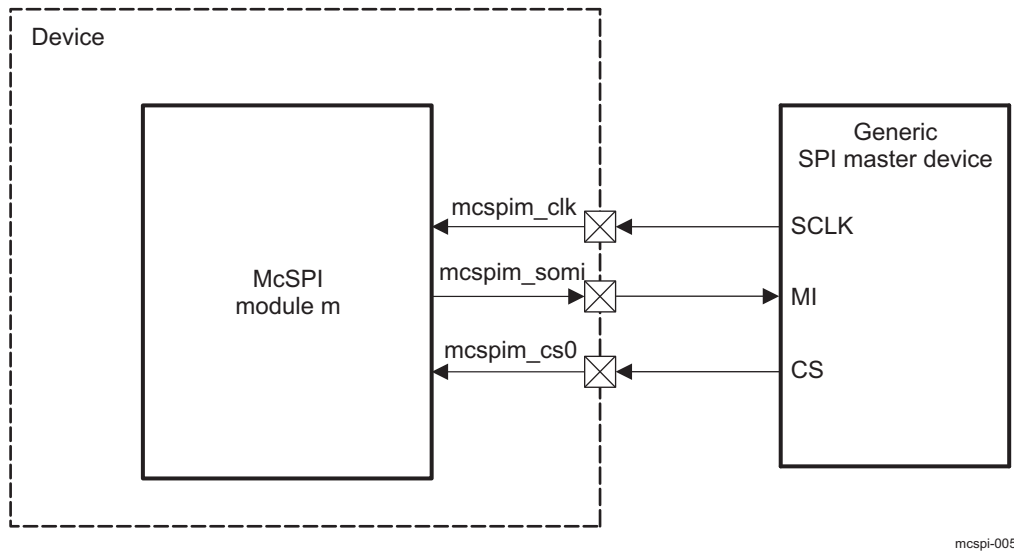 Device
Generic
SPI master device
mcspim_clk
SCLK
McSPI
module m
mcspim_somi
MI
mcspim_cs0
CS
mcspi-005